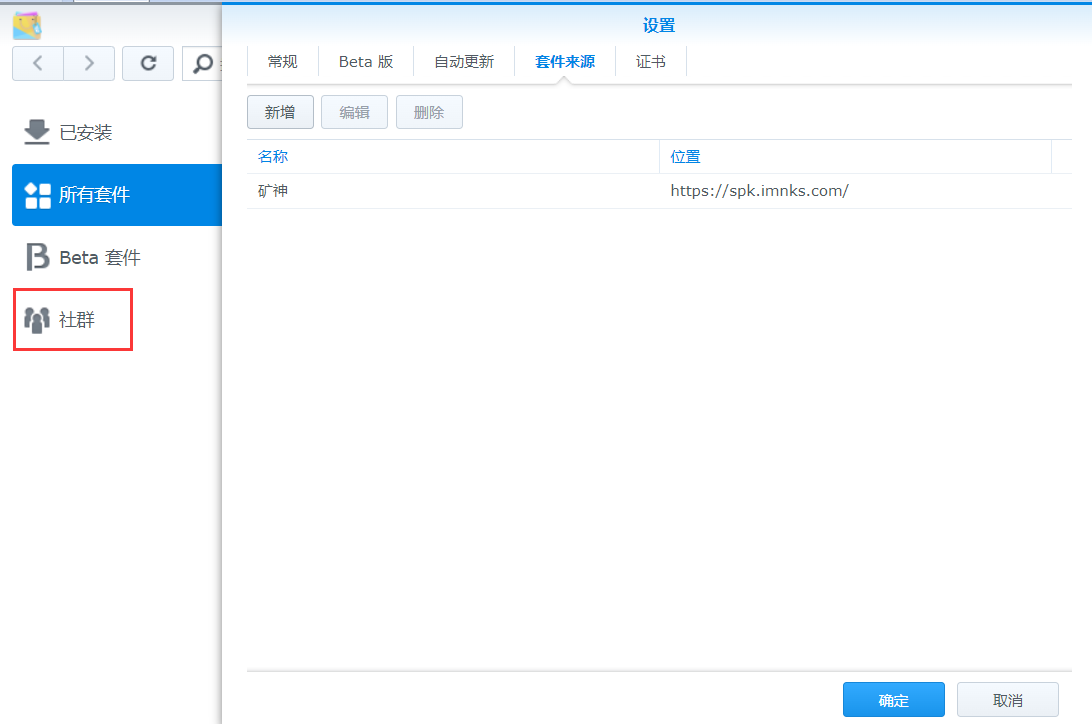 设置
常规
Beta 版
自动更新
套件来源
证书
新增
编辑
删除
名称
位置
矿神
https://spk.imnks.com/
已安装
所有套件
Beta 套件
社群
确定
取消